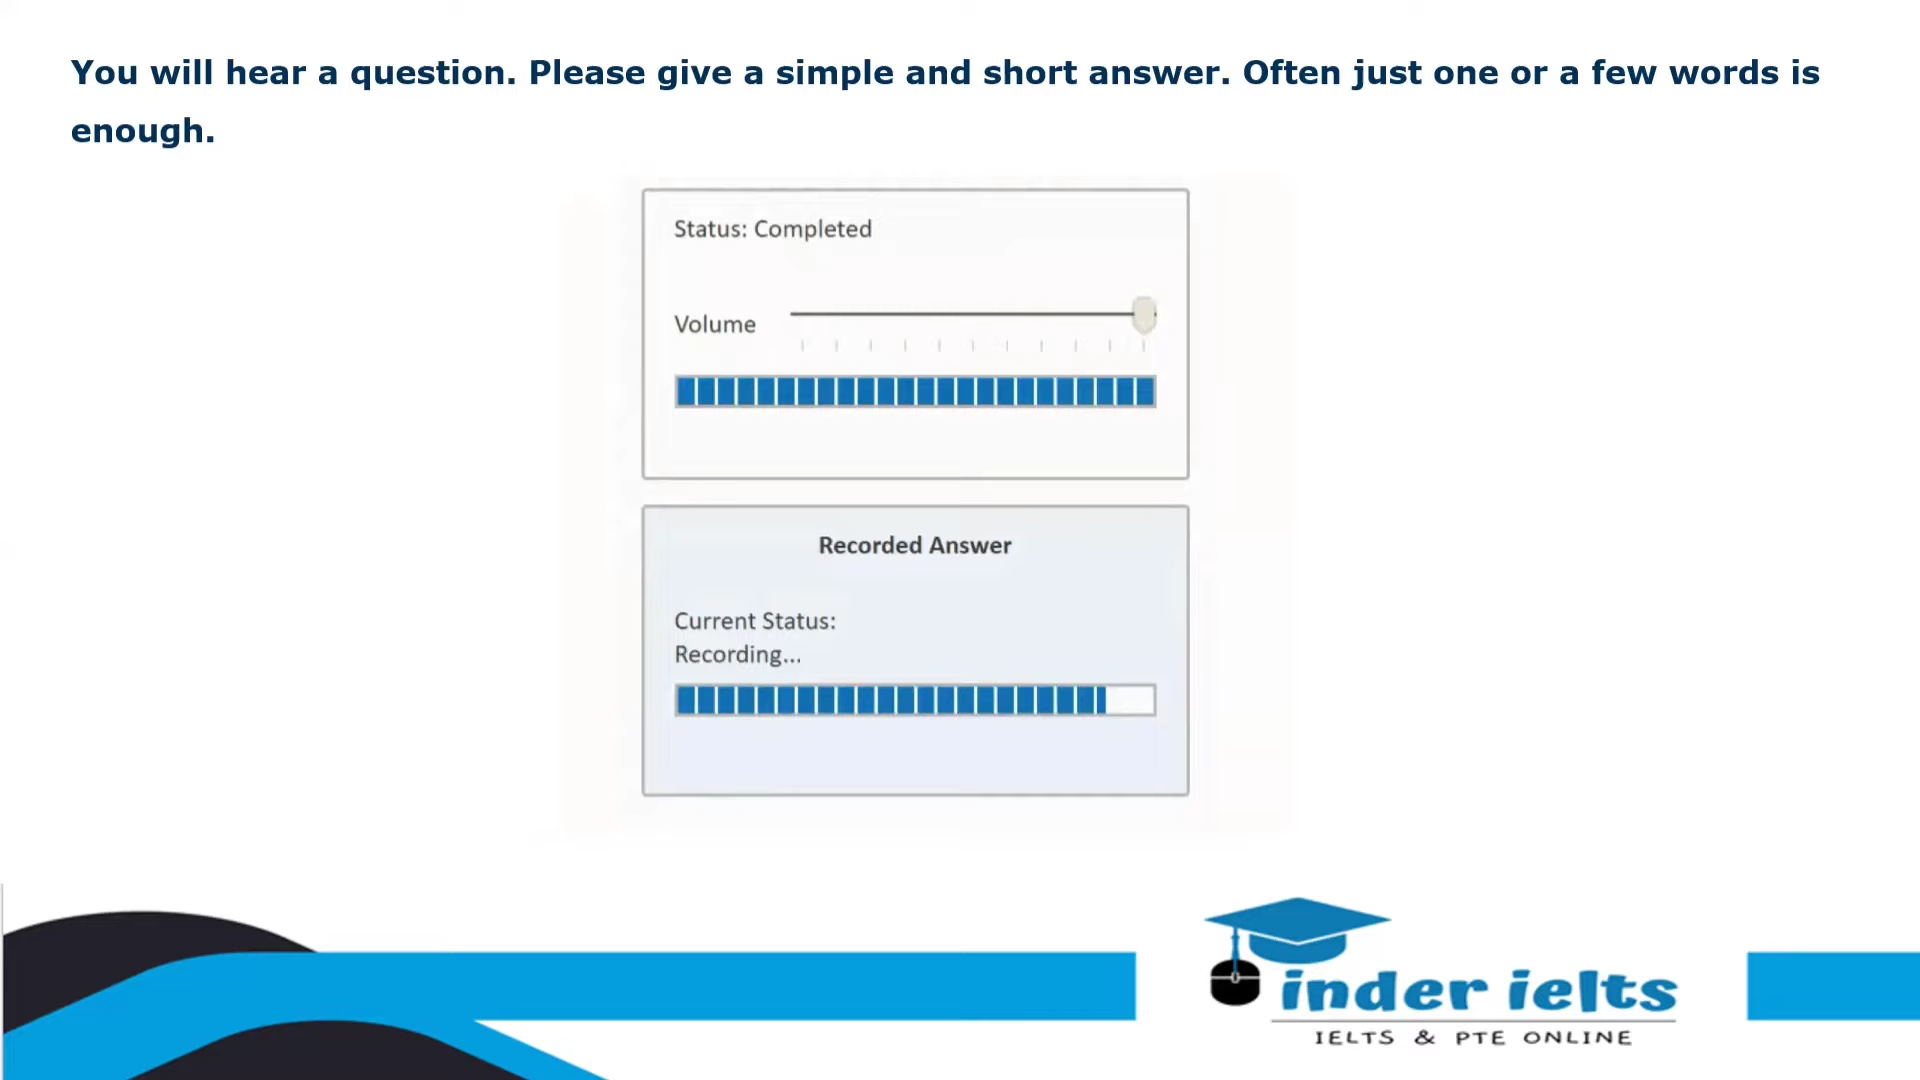 You will hear a question. Please give a simple and short answer. Often just one or a few words is
enough.
Status: Completed
Volume
Recorded Answer
Current Status:
Recording...
inder ielts
IELTS & PTE ONLINE